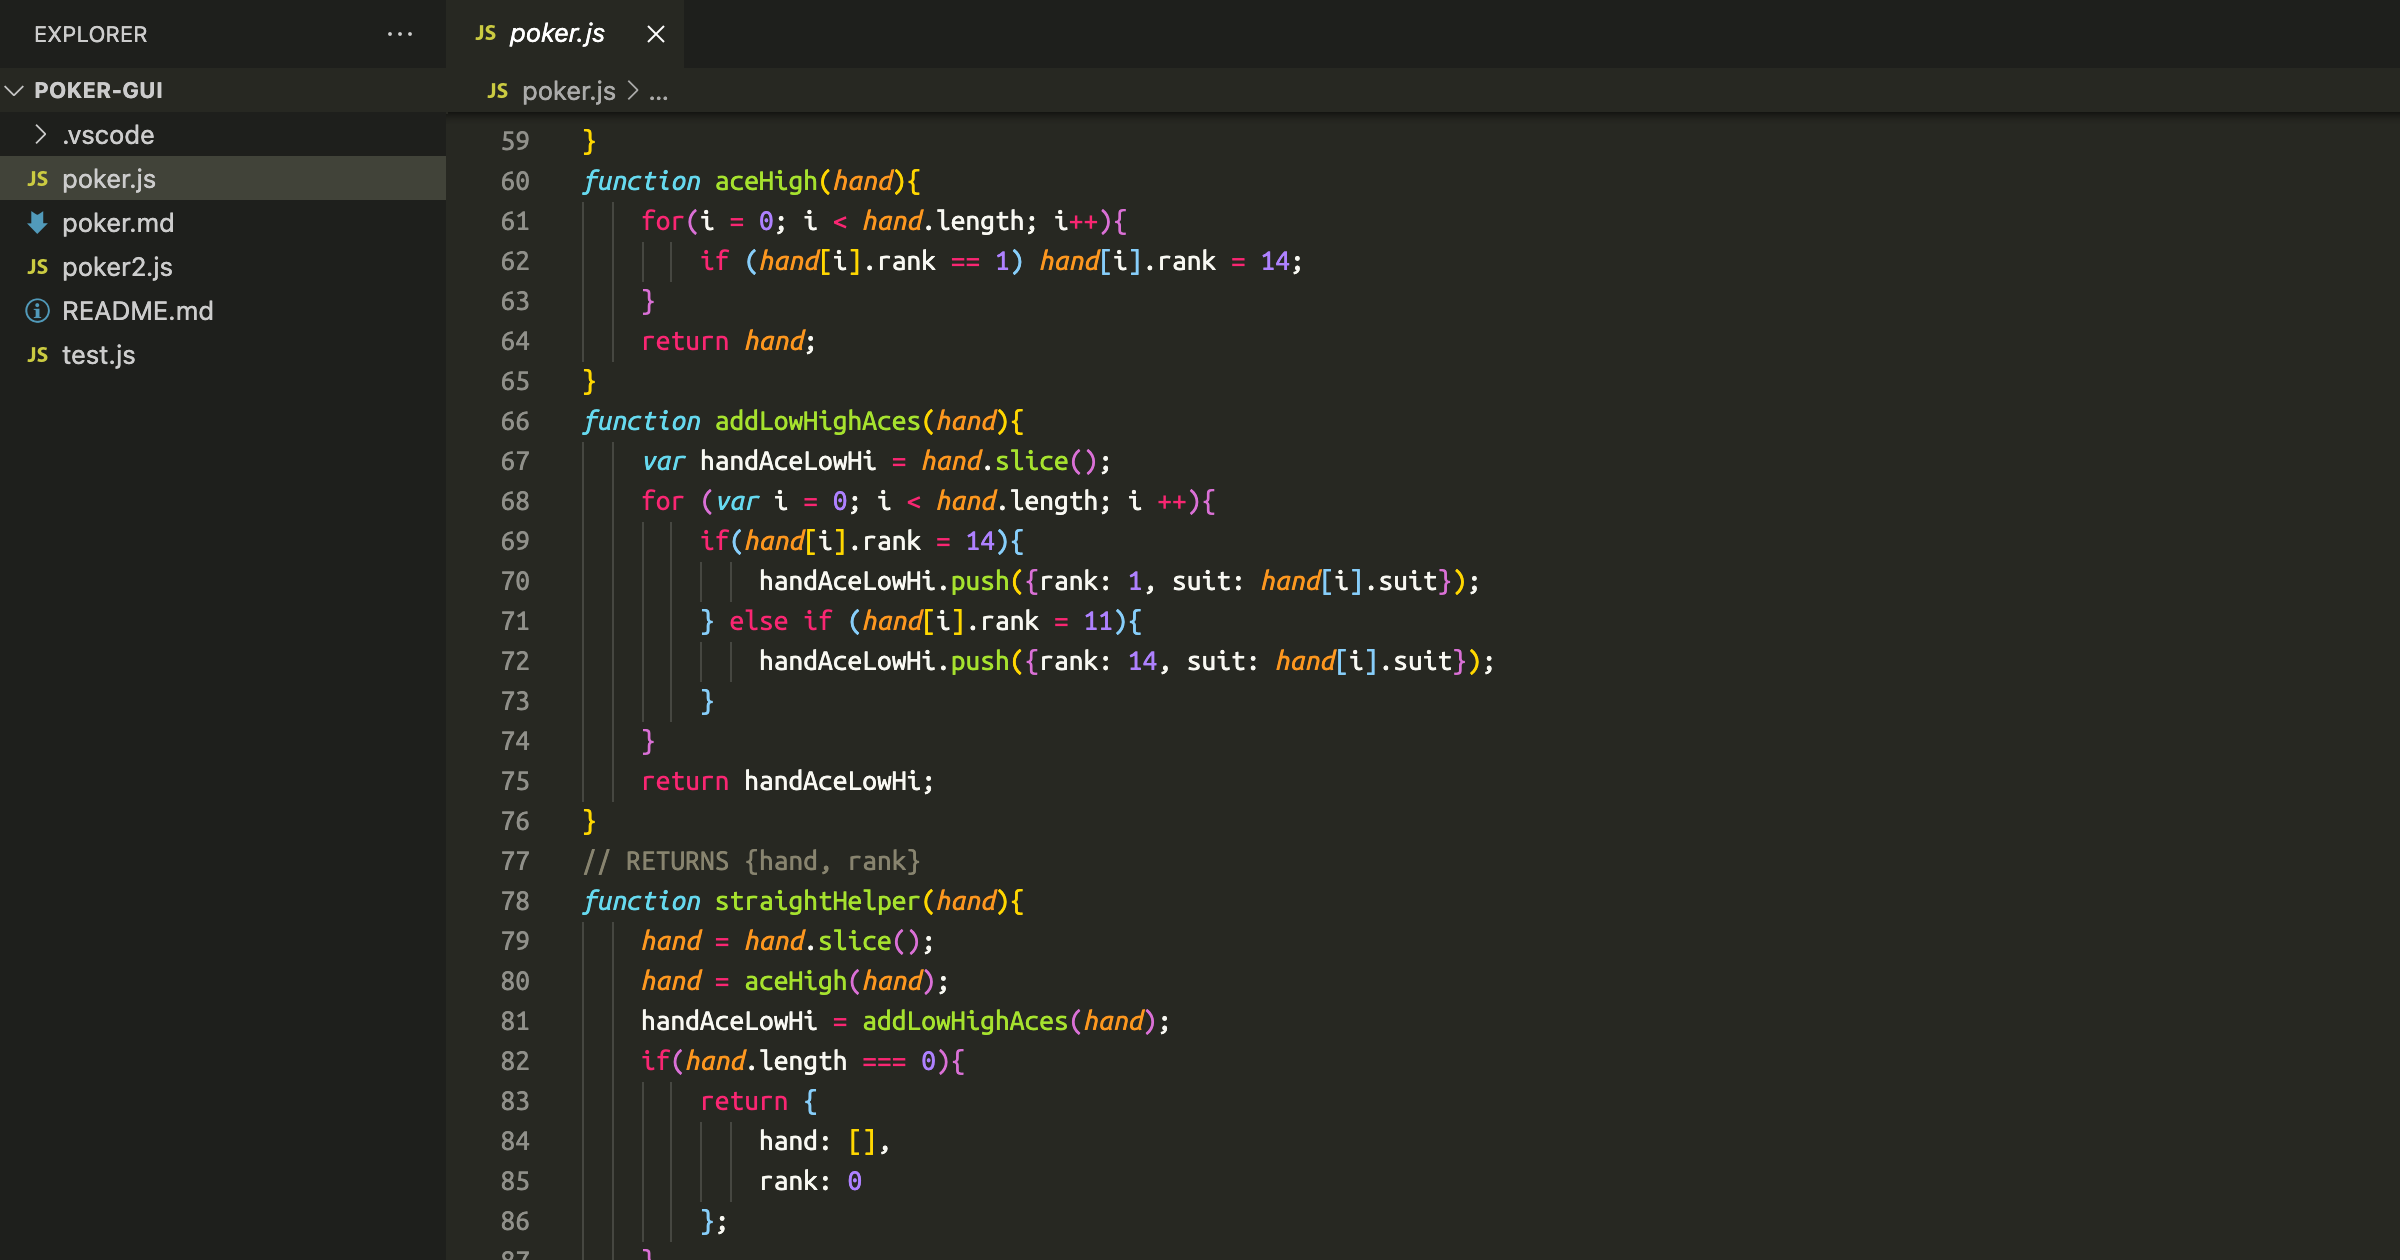 EXPLORER ...
POKER-GUI
.vscode
JS poker.js
poker.md
JS poker2.js
README.md
JS test.js
JS poker.js
JS poker.js > ...
59 }
60 function aceHigh(hand){
61 for(i = 0; i < hand.length; i++){
62 if (hand[i].rank == 1) hand[i].rank = 14;
63 }
64 return hand;
65 }
66 function addLowHighAces(hand){
67 var handAceLowHi = hand.slice();
68 for (var i = 0; i < hand.length; i ++){
69 if(hand[i].rank = 14){
70 handAceLowHi.push({rank: 1, suit: hand[i].suit});
71 } else if (hand[i].rank = 11){
72 handAceLowHi.push({rank: 14, suit: hand[i].suit});
73 }
74 }
75 return handAceLowHi;
76 }
77 // RETURNS {hand, rank}
78 function straightHelper(hand){
79 hand = hand.slice();
80 hand = aceHigh(hand);
81 handAceLowHi = addLowHighAces(hand);
82 if(hand.length === 0){
83 return {
84 hand: [],
85 rank: 0
86 };
87 }